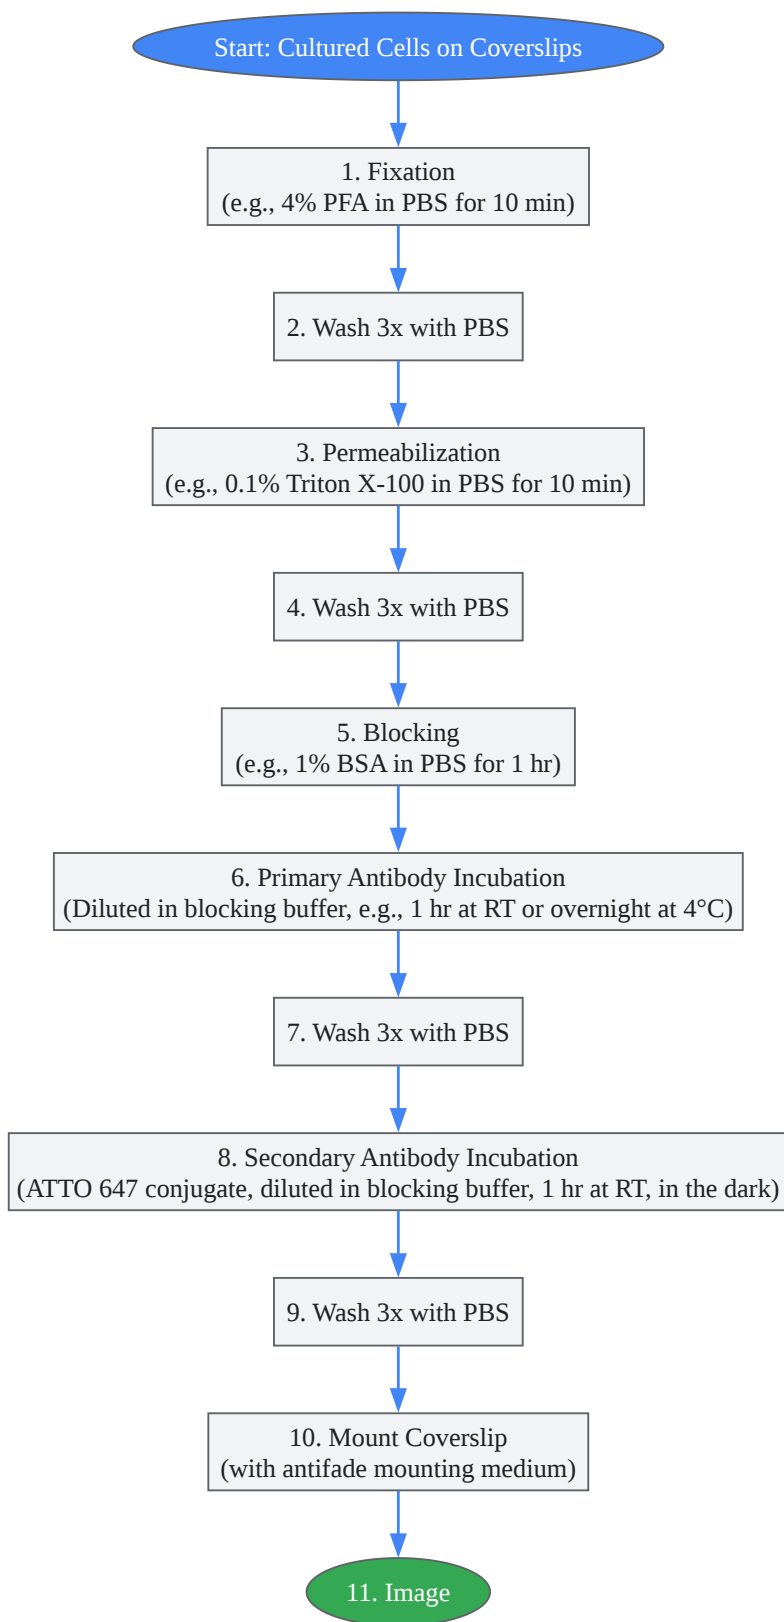 Start: Cultured Cells on Coverslips
1. Fixation
(e.g., 4% PFA in PBS for 10 min)
2. Wash 3x with PBS
3. Permeabilization
(e.g., 0.1% Triton X-100 in PBS for 10 min)
4. Wash 3x with PBS
5. Blocking
(e.g., 1% BSA in PBS for 1 hr)
6. Primary Antibody Incubation
(Diluted in blocking buffer, e.g., 1 hr at RT or overnight at 4°C)
7. Wash 3x with PBS
8. Secondary Antibody Incubation
(ATTO 647 conjugate, diluted in blocking buffer, 1 hr at RT, in the dark)
9. Wash 3x with PBS
10. Mount Coverslip
(with antifade mounting medium)
11. Image